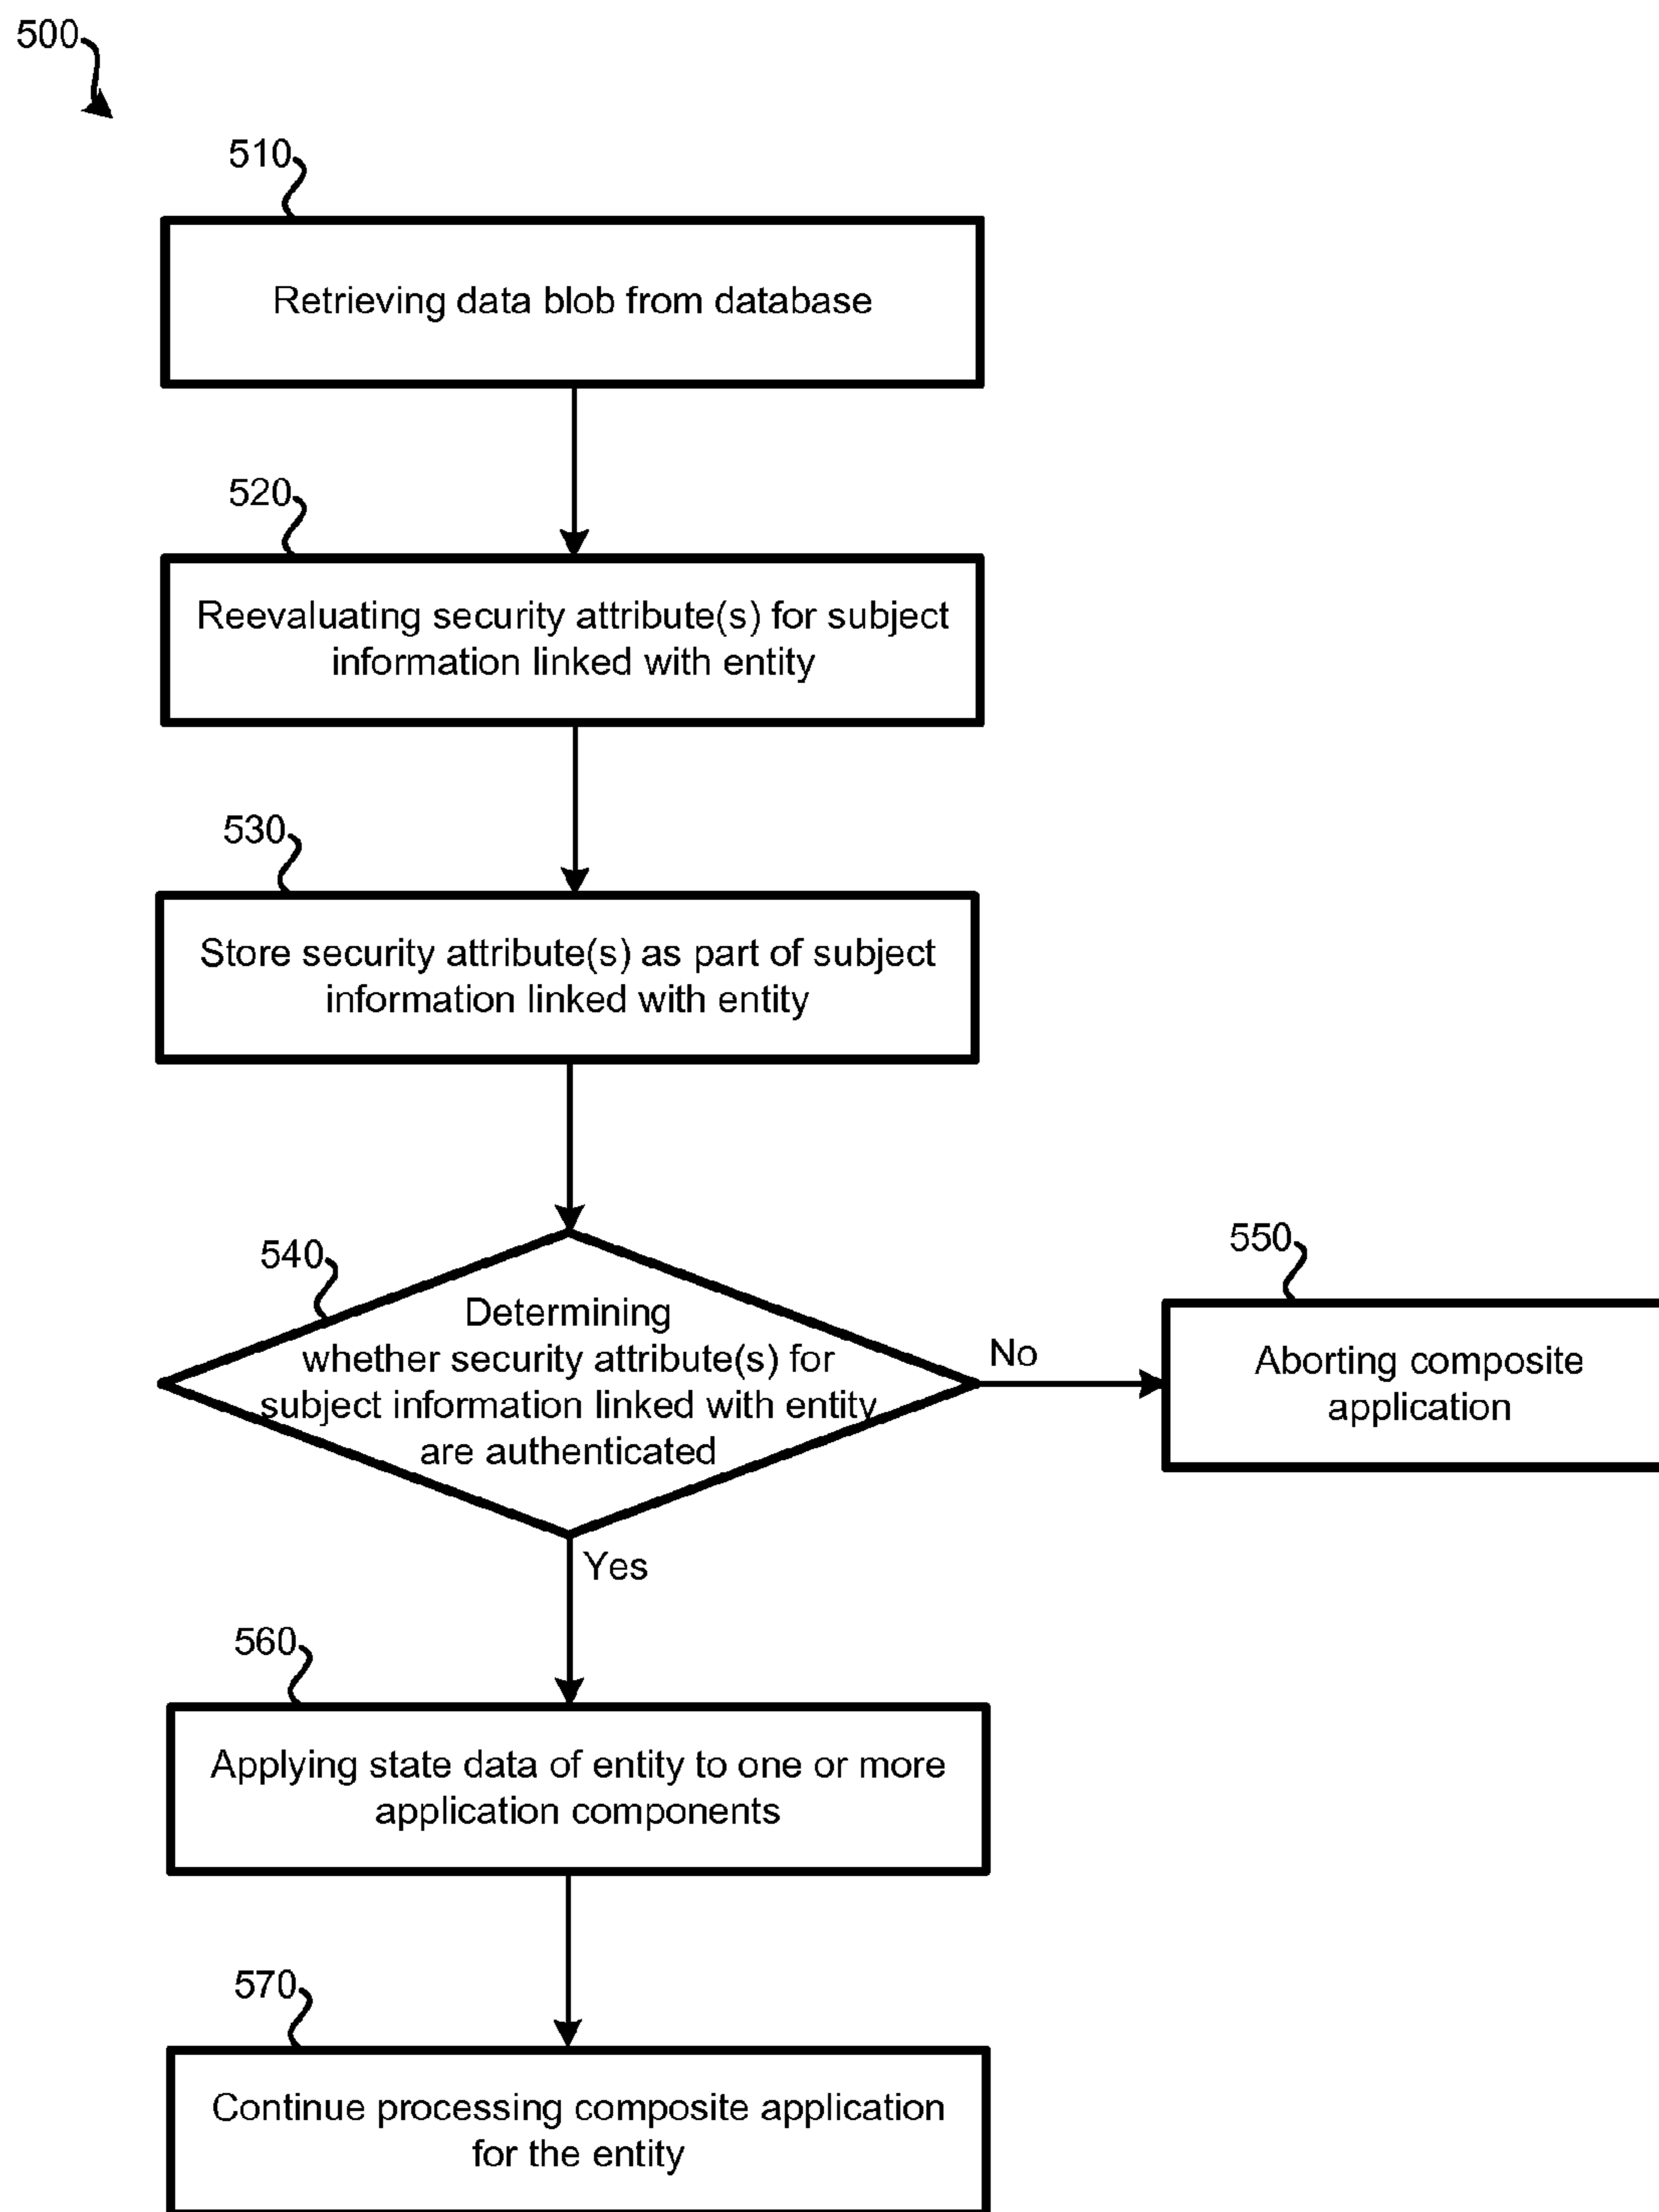 500
510
Retrieving data blob from database
520
Reevaluating security attribute(s) for subject
information linked with entity
530
Store security attribute(s) as part of subject
information linked with entity
540
Determining
whether security attribute(s) for
subject information linked with entity
are authenticated
No
550
Aborting composite
application
Yes
560
Applying state data of entity to one or more
application components
570
Continue processing composite application
for the entity